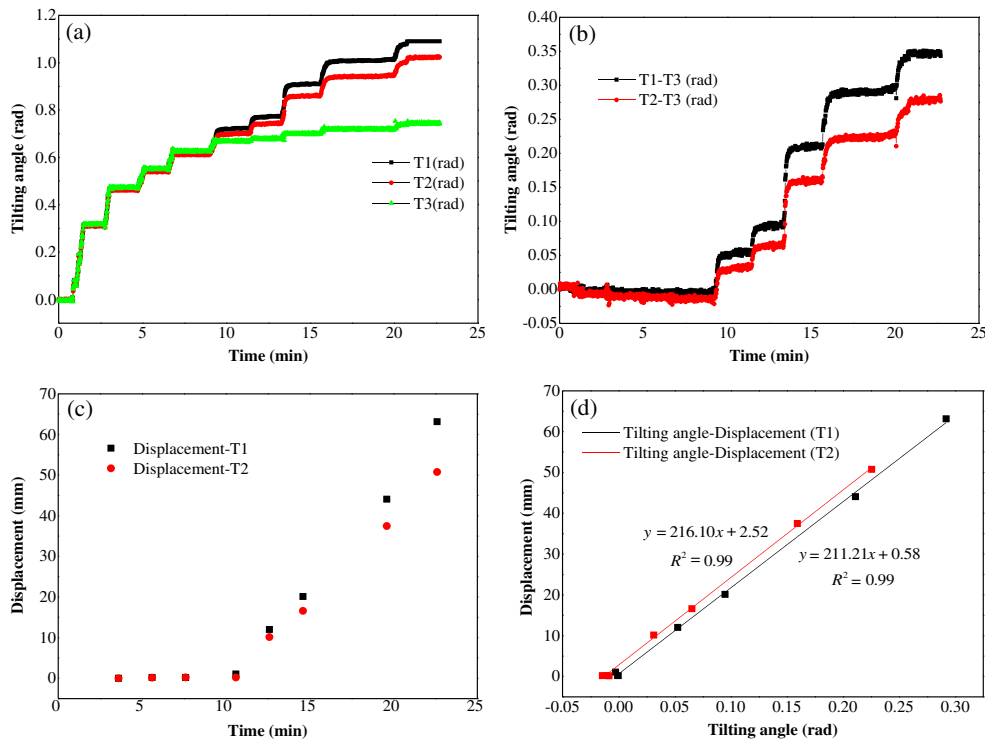 (a)
1.2
1.0
0.8
0.6
0.4
0.2
0.0
Tilting angle (rad)
T1(rad)
T2(rad)
T3(rad)
0 5 10 15 20 25
Time (min)
(b)
0.40
0.35
0.30
0.25
0.20
0.15
0.10
0.05
0.00
-0.05
Tilting angle (rad)
T1-T3 (rad)
T2-T3 (rad)
0 5 10 15 20 25
Time (min)
(c)
70
60
50
40
30
20
10
0
Displacement (mm)
Displacement-T1
Displacement-T2
0 5 10 15 20 25
Time (min)
(d)
70
60
50
40
30
20
10
0
Displacement (mm)
Tilting angle-Displacement (T1)
Tilting angle-Displacement (T2)
y = 216.10x + 2.52
R² = 0.99
y = 211.21x + 0.58
R² = 0.99
-0.05 0.00 0.05 0.10 0.15 0.20 0.25 0.30
Tilting angle (rad)